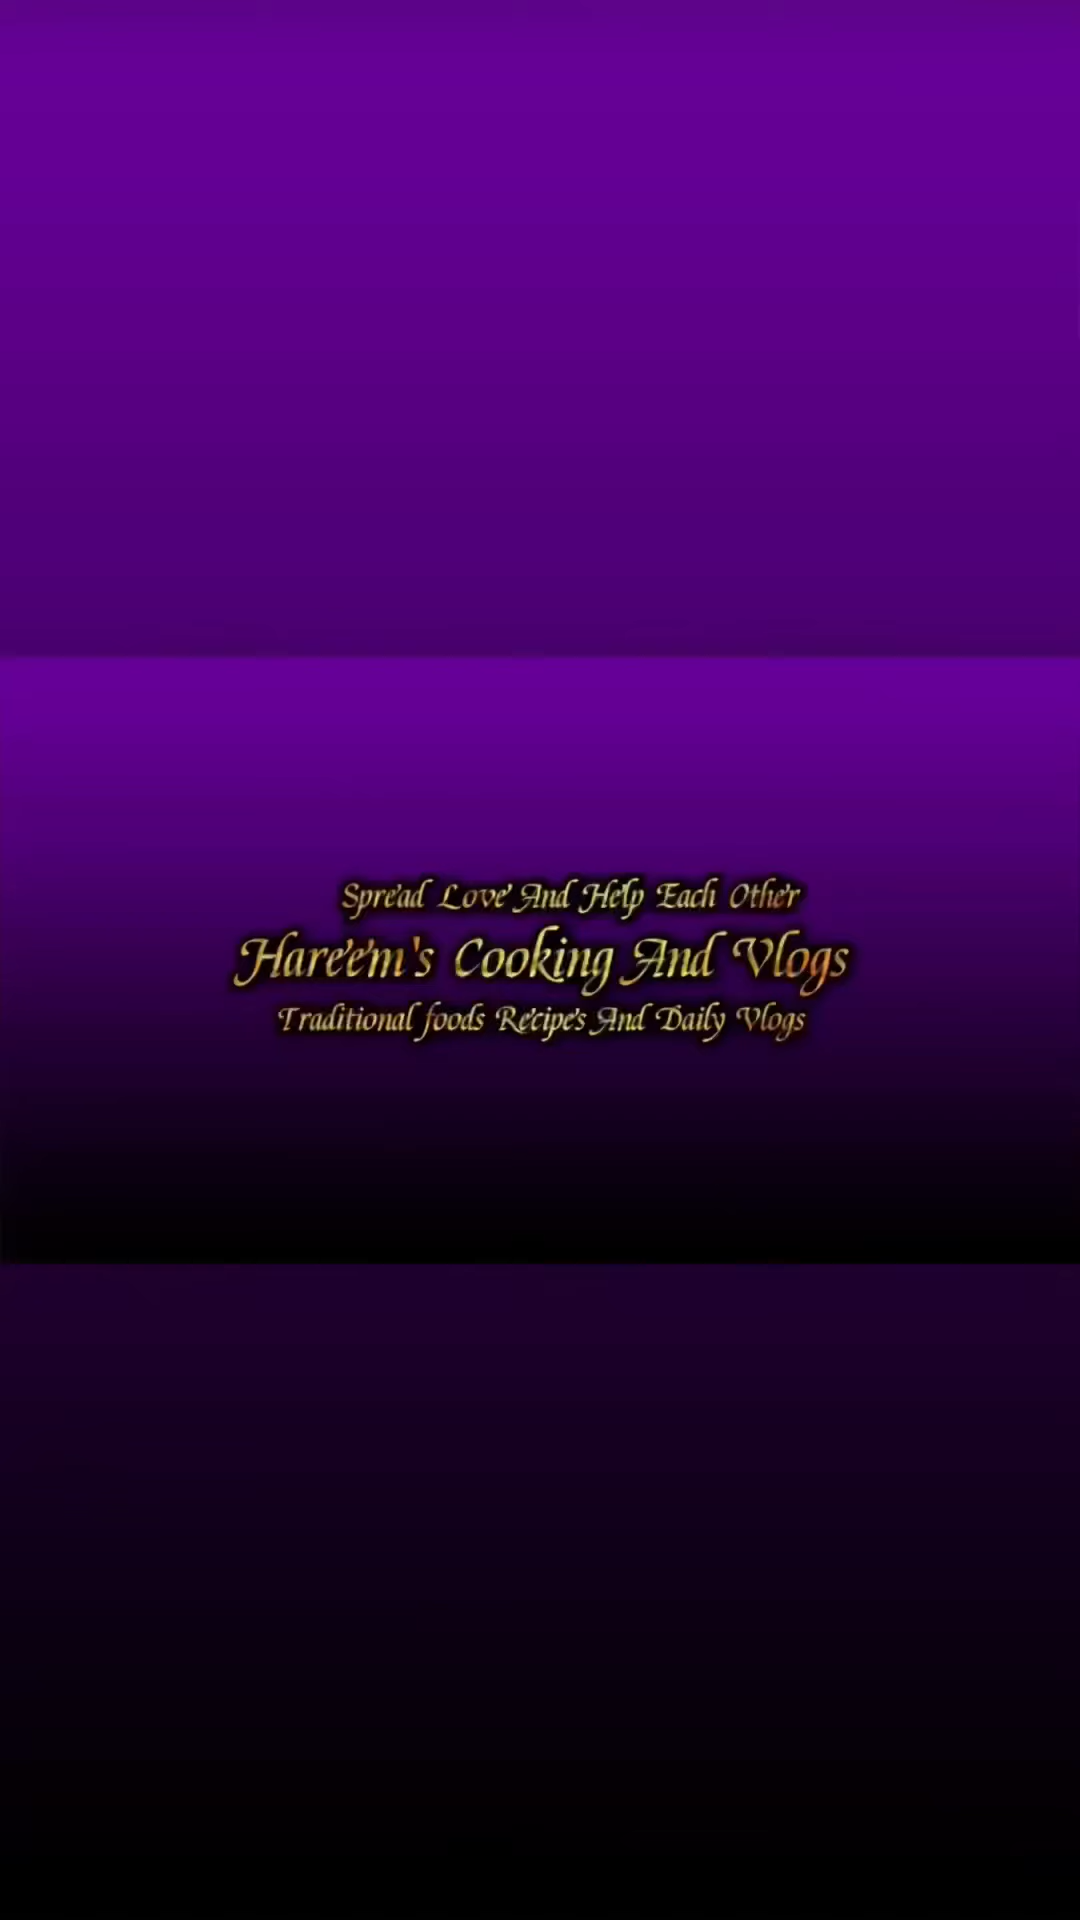 Spread Love And Help Each Other
Hareem's Cooking And Vlogs
Traditional foods Recipes And Daily Vlogs